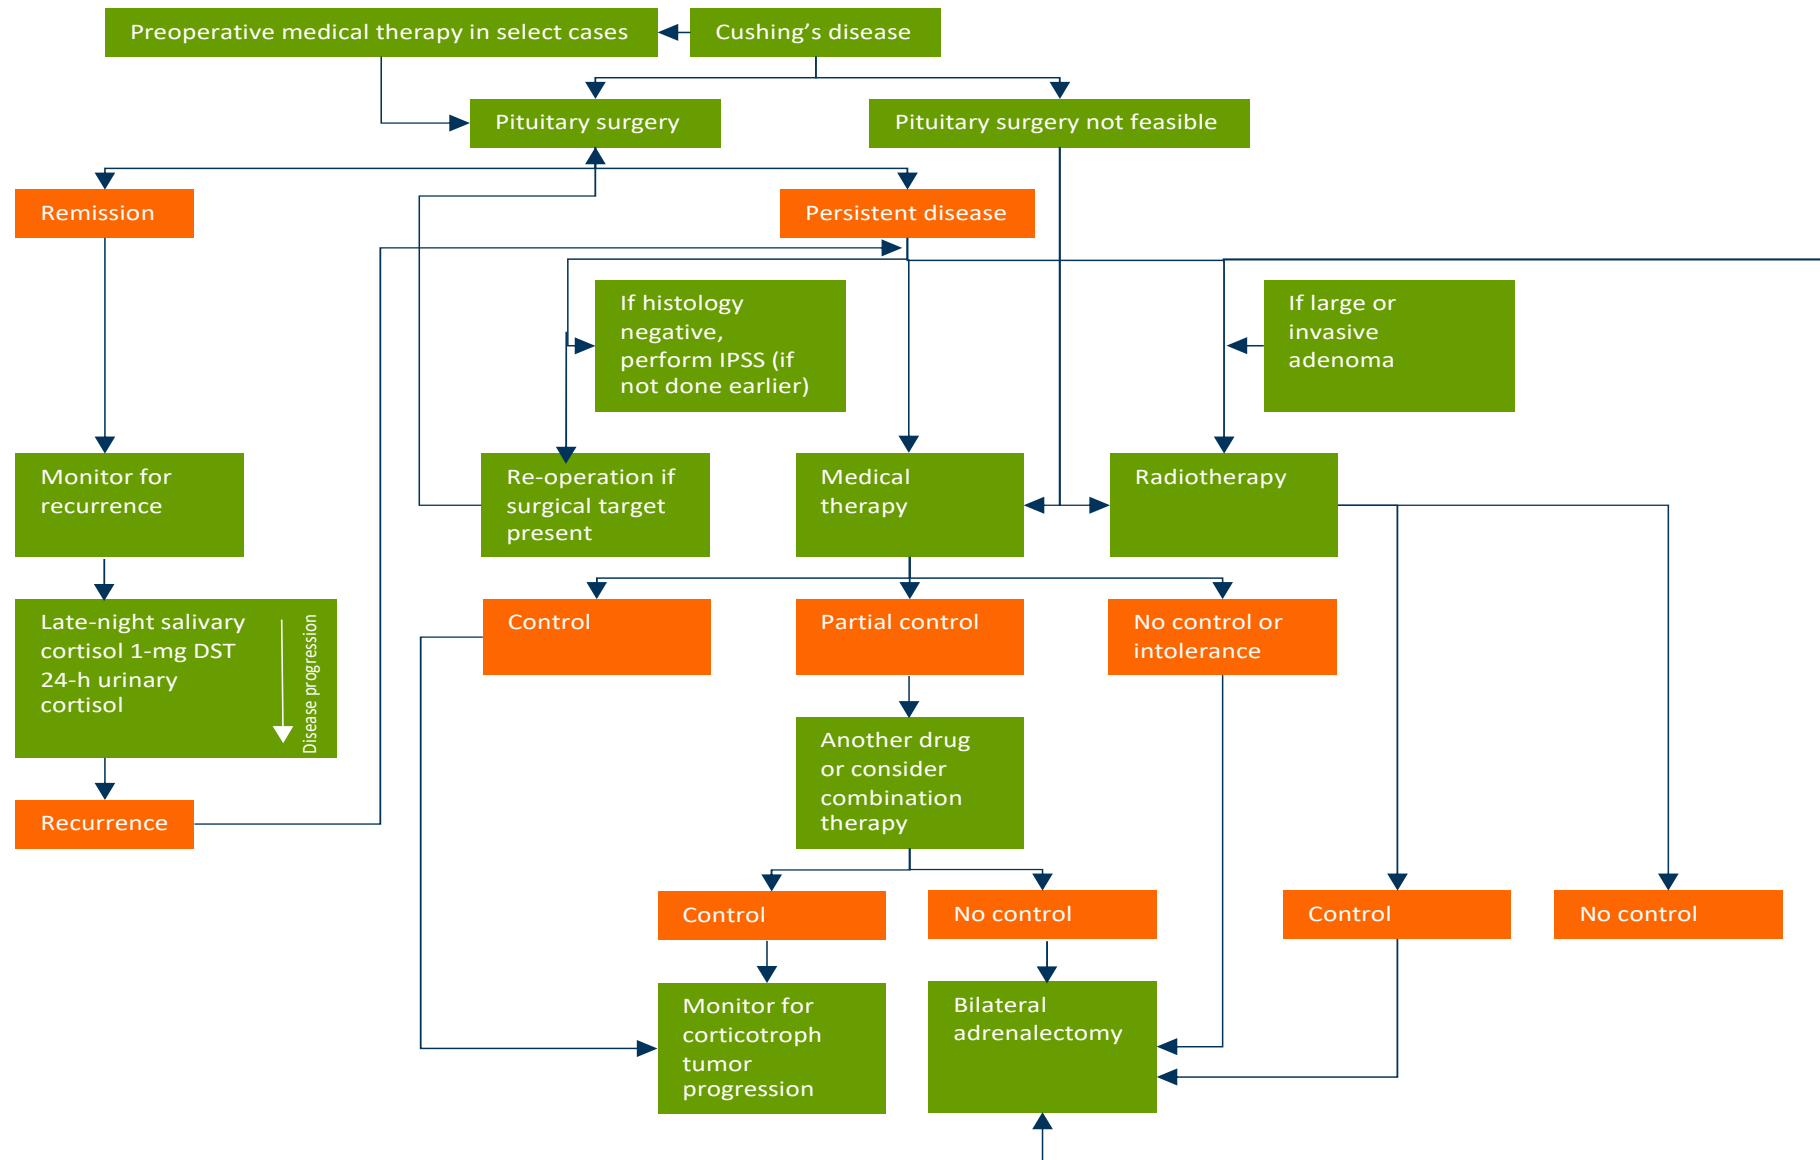 Preoperative medical therapy in select cases
Cushing’s disease
Pituitary surgery
Pituitary surgery not feasible
Remission
Persistent disease
If histology
negative,
perform IPSS (if
not done earlier)
If large or
invasive
adenoma
Monitor for
recurrence
Re-operation if
surgical target
present
Medical
therapy
Radiotherapy
Late-night salivary
cortisol 1-mg DST
24-h urinary
cortisol
Disease progression
Control
Partial control
No control or
intolerance
Another drug
or consider
combination
therapy
Recurrence
Control
No control
Control
No control
Monitor for
corticotroph
tumor
progression
Bilateral
adrenalectomy